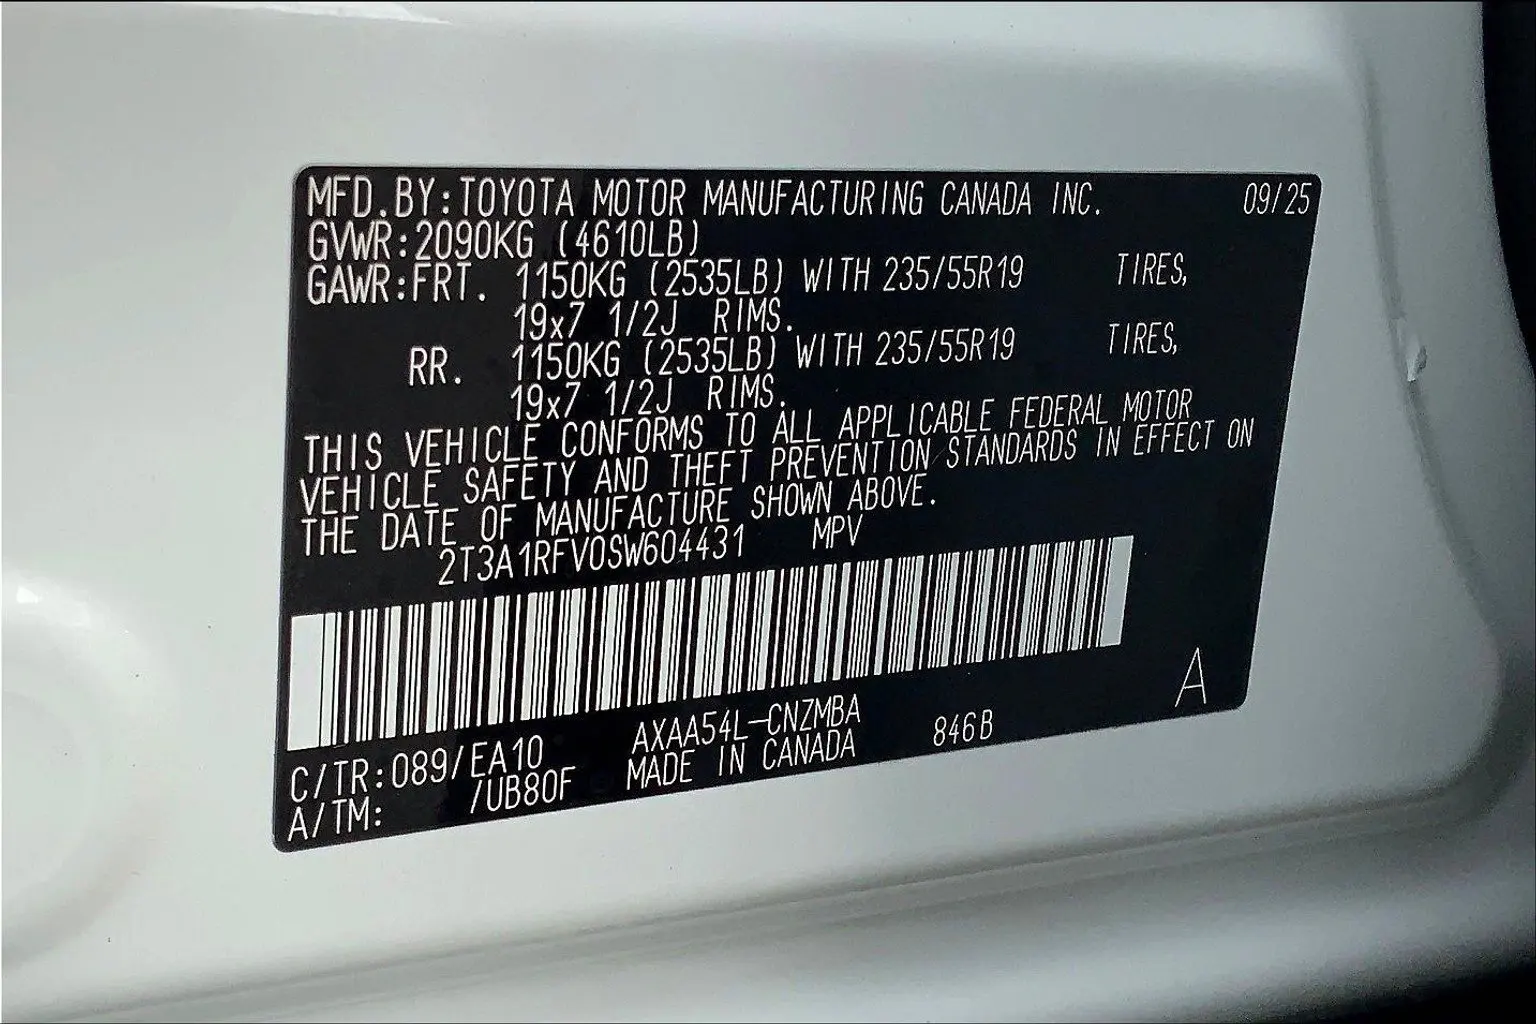 MFD.BY:TOYOTA MOTOR MANUFACTURING CANADA INC. 09/25
GVWR:2090KG (4610LB)
GAWR:FRT. 1150KG (2535LB) WITH 235/55R19 TIRES,
19x7 1/2J RIMS.
RR. 1150KG (2535LB) WITH 235/55R19 TIRES,
19x7 1/2J RIMS.
THIS VEHICLE CONFORMS TO ALL APPLICABLE FEDERAL MOTOR
VEHICLE SAFETY AND THEFT PREVENTION STANDARDS IN EFFECT ON
THE DATE OF MANUFACTURE SHOWN ABOVE.
2T3A1RFV0SW604431 MPV
A
C/TR:089/EA10 AXAA54L-CNZMBA 846B
A/TM: /UB80F MADE IN CANADA